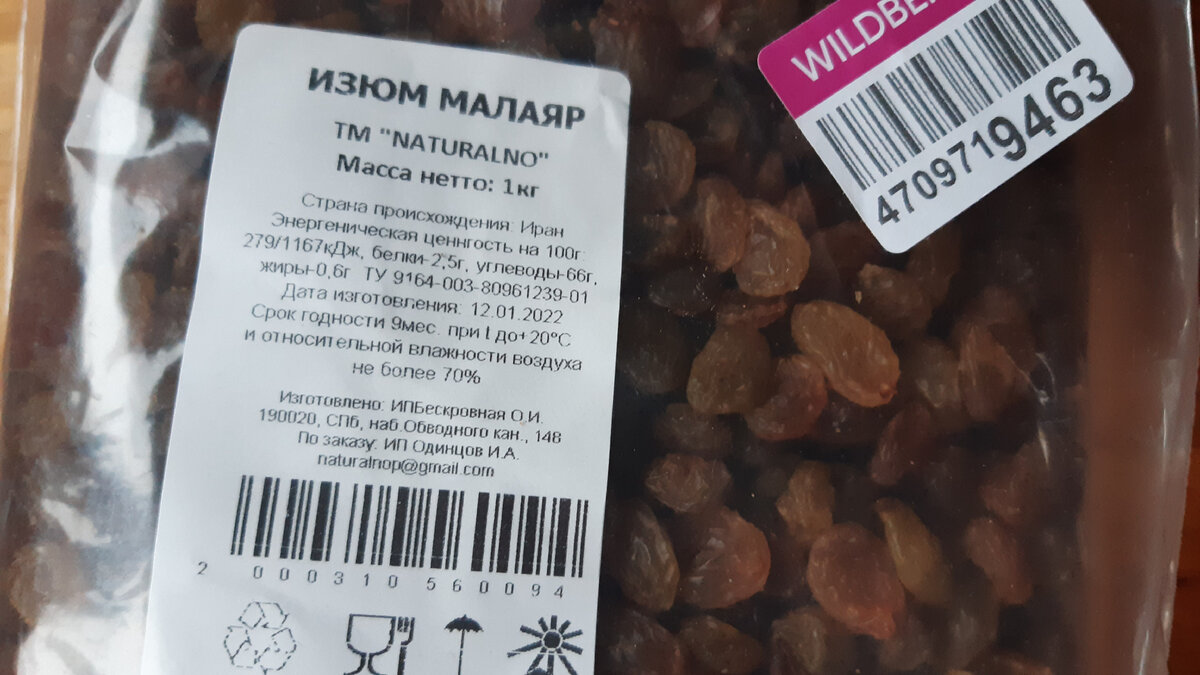 ИЗЮМ МАЛАЯР
ТМ "NATURALNO"
Масса нетто: 1кг
Страна происхождения: Иран
Энергеническая ценнгость на 100г:
279/1167кДж, белки-2,5г, углеводы-66г,
жиры-0,6г ТУ 9164-003-80961239-01
Дата изготовления: 12.01.2022
Срок годности 9мес. при t до+20°С
и относительной влажности воздуха
не более 70%
Изготовлено: ИПБескровная О.И.
190020, СПб, наб.Обводного кан., 148
По заказу: ИП Одинцов И.А.
naturalnop@gmail.com
2 000310 560094
4709719463